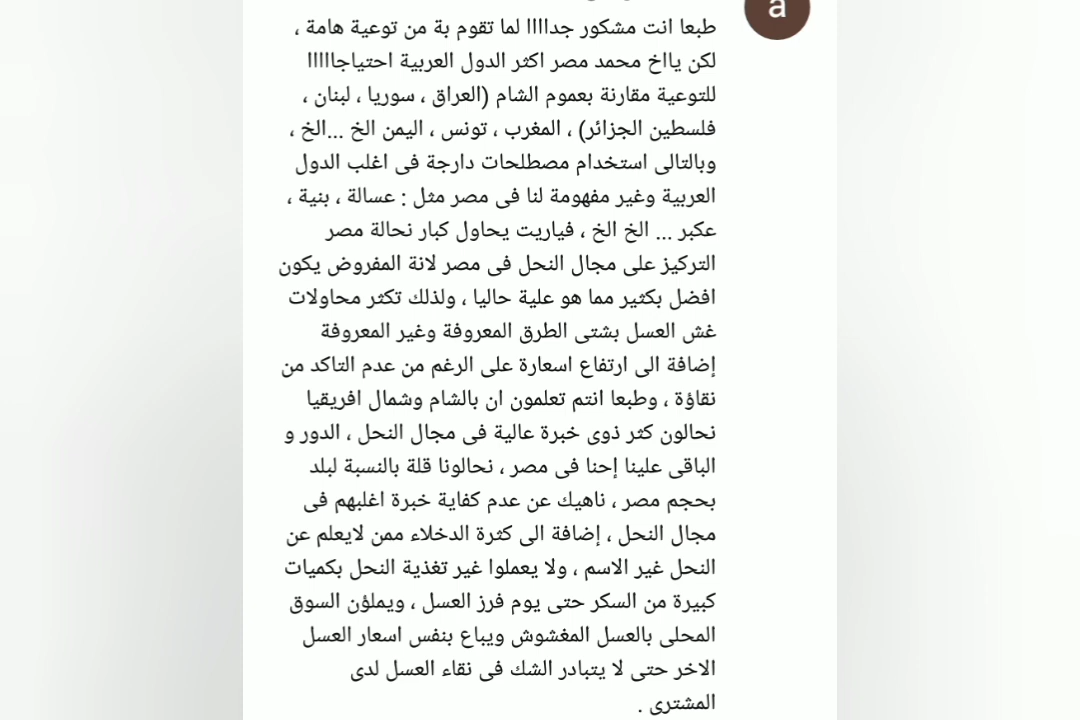 a
طبعا انت مشكور جداااا لما تقوم بة من توعية هامة ،
لكن يااخ محمد مصر اكثر الدول العربية احتياجااااا
للتوعية مقارنة بعموم الشام (العراق ، سوريا ، لبنان ،
فلسطين الجزائر) ، المغرب ، تونس ، اليمن الخ ...الخ ،
وبالتالى استخدام مصطلحات دارجة فى اغلب الدول
العربية وغير مفهومة لنا فى مصر مثل : عسالة ، بنية ،
عكبر ... الخ الخ ، فياريت يحاول كبار نحالة مصر
التركيز على مجال النحل فى مصر لانة المفروض يكون
افضل بكثير مما هو علية حاليا ، ولذلك تكثر محاولات
غش العسل بشتى الطرق المعروفة وغير المعروفة
إضافة الى ارتفاع اسعارة على الرغم من عدم التاكد من
نقاؤة ، وطبعا انتم تعلمون ان بالشام وشمال افريقيا
نحالون كثر ذوى خبرة عالية فى مجال النحل ، الدور و
الباقى علينا إحنا فى مصر ، نحالونا قلة بالنسبة لبلد
بحجم مصر ، ناهيك عن عدم كفاية خبرة اغلبهم فى
مجال النحل ، إضافة الى كثرة الدخلاء ممن لايعلم عن
النحل غير الاسم ، ولا يعملوا غير تغذية النحل بكميات
كبيرة من السكر حتى يوم فرز العسل ، ويملؤن السوق
المحلى بالعسل المغشوش ويباع بنفس اسعار العسل
الاخر حتى لا يتبادر الشك فى نقاء العسل لدى
المشترى .